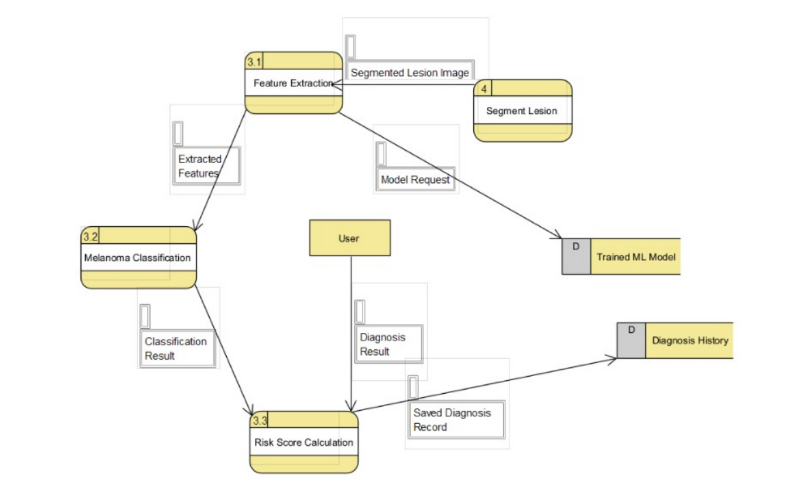 3.1
Feature Extraction
Segmented Lesion Image
4
Segment Lesion
Extracted
Features
Model Request
3.2
Melanoma Classification
User
D
Trained ML Model
Classification
Result
Diagnosis
Result
D
Diagnosis History
Saved Diagnosis
Record
3.3
Risk Score Calculation